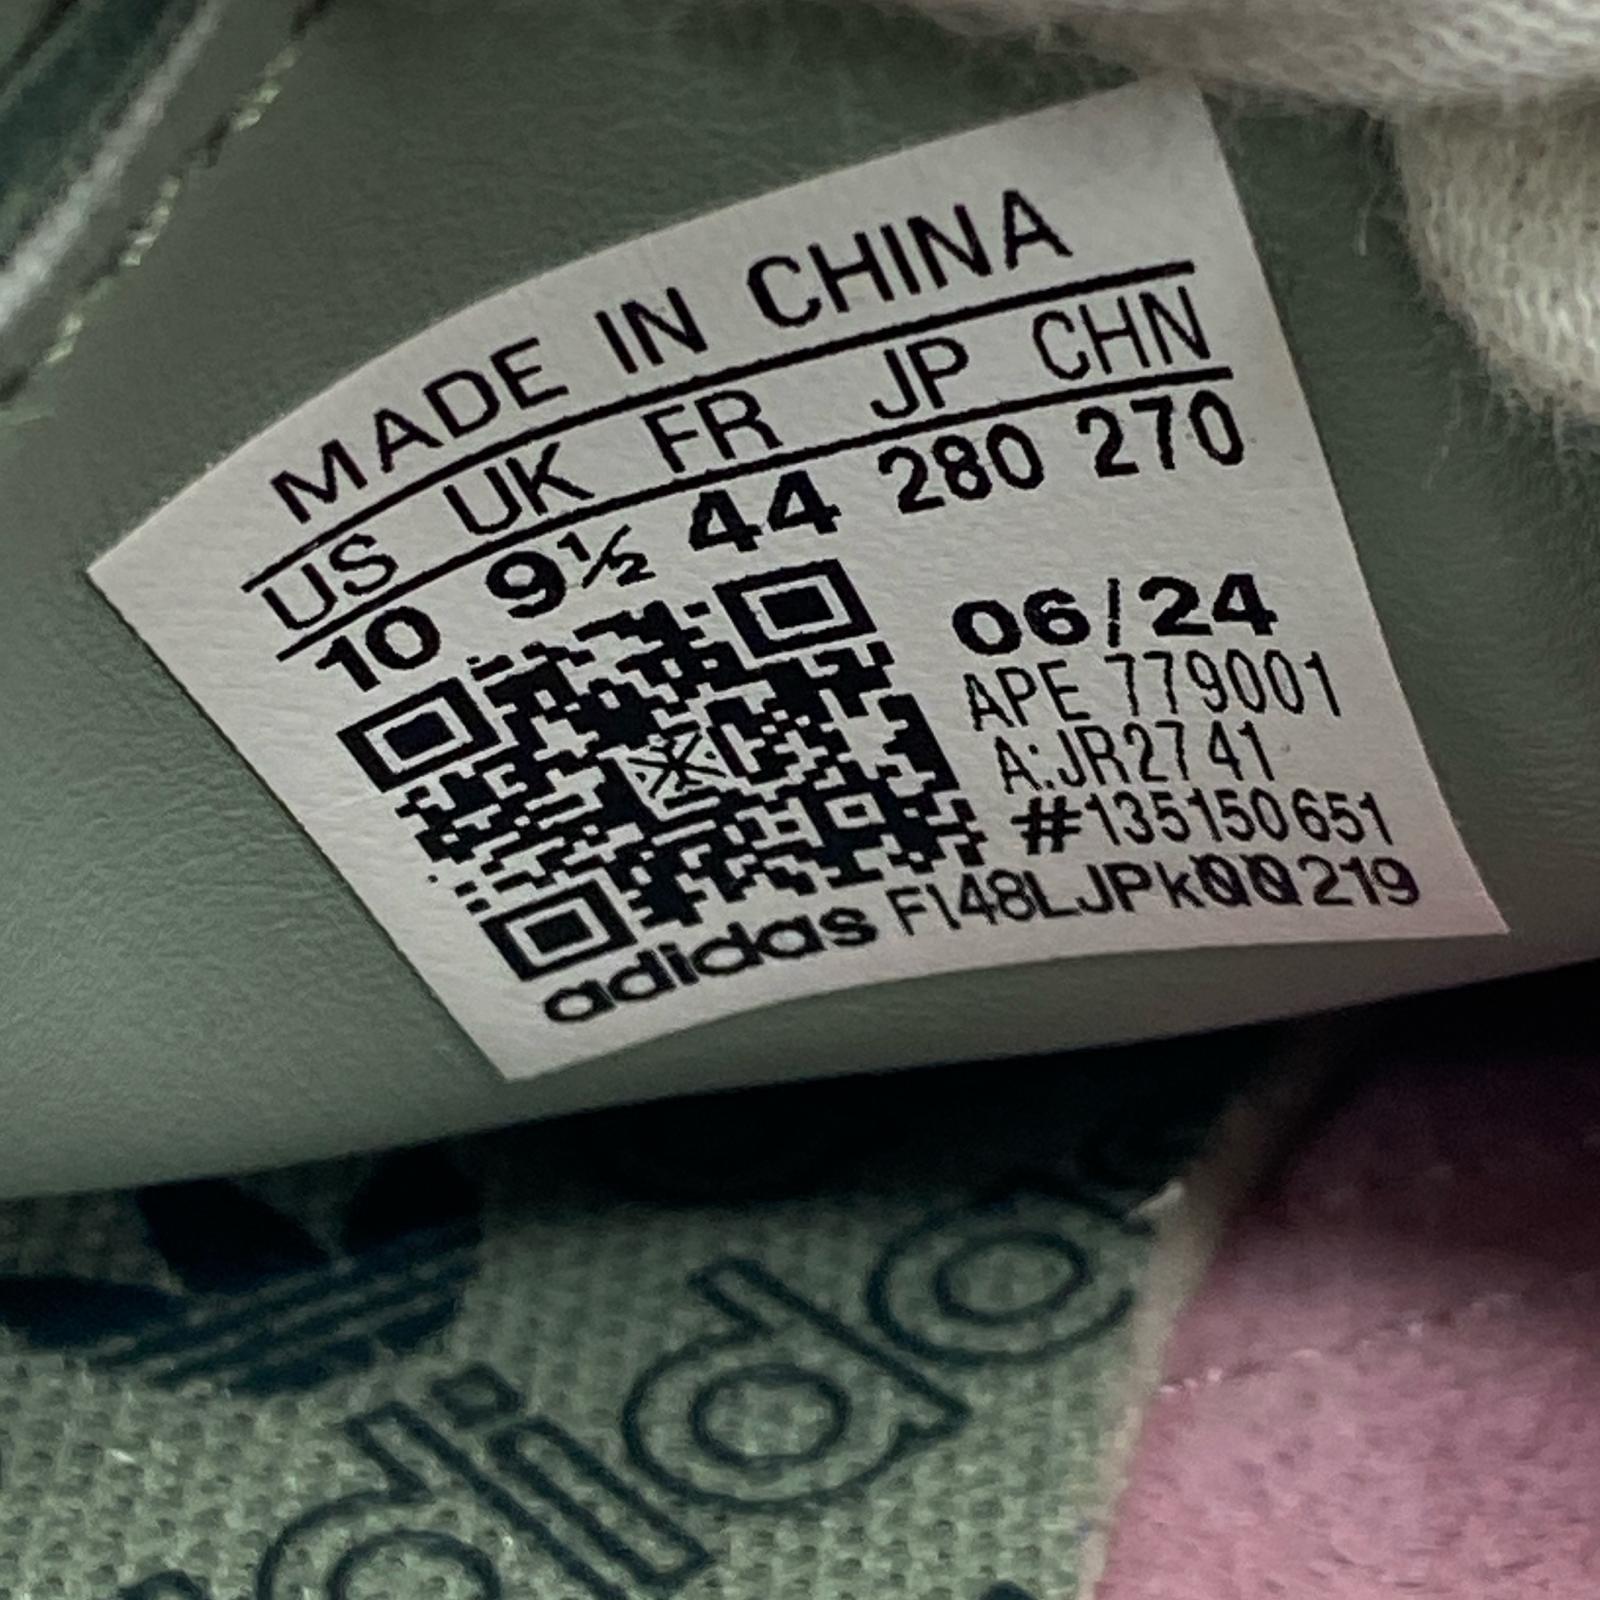 MADE IN CHINA
US UK FR JP CHN
10 9½ 44 280 270
06/24
APE 779001
A:JR2741
#135150651
adidas F148LJPK00219
adidas